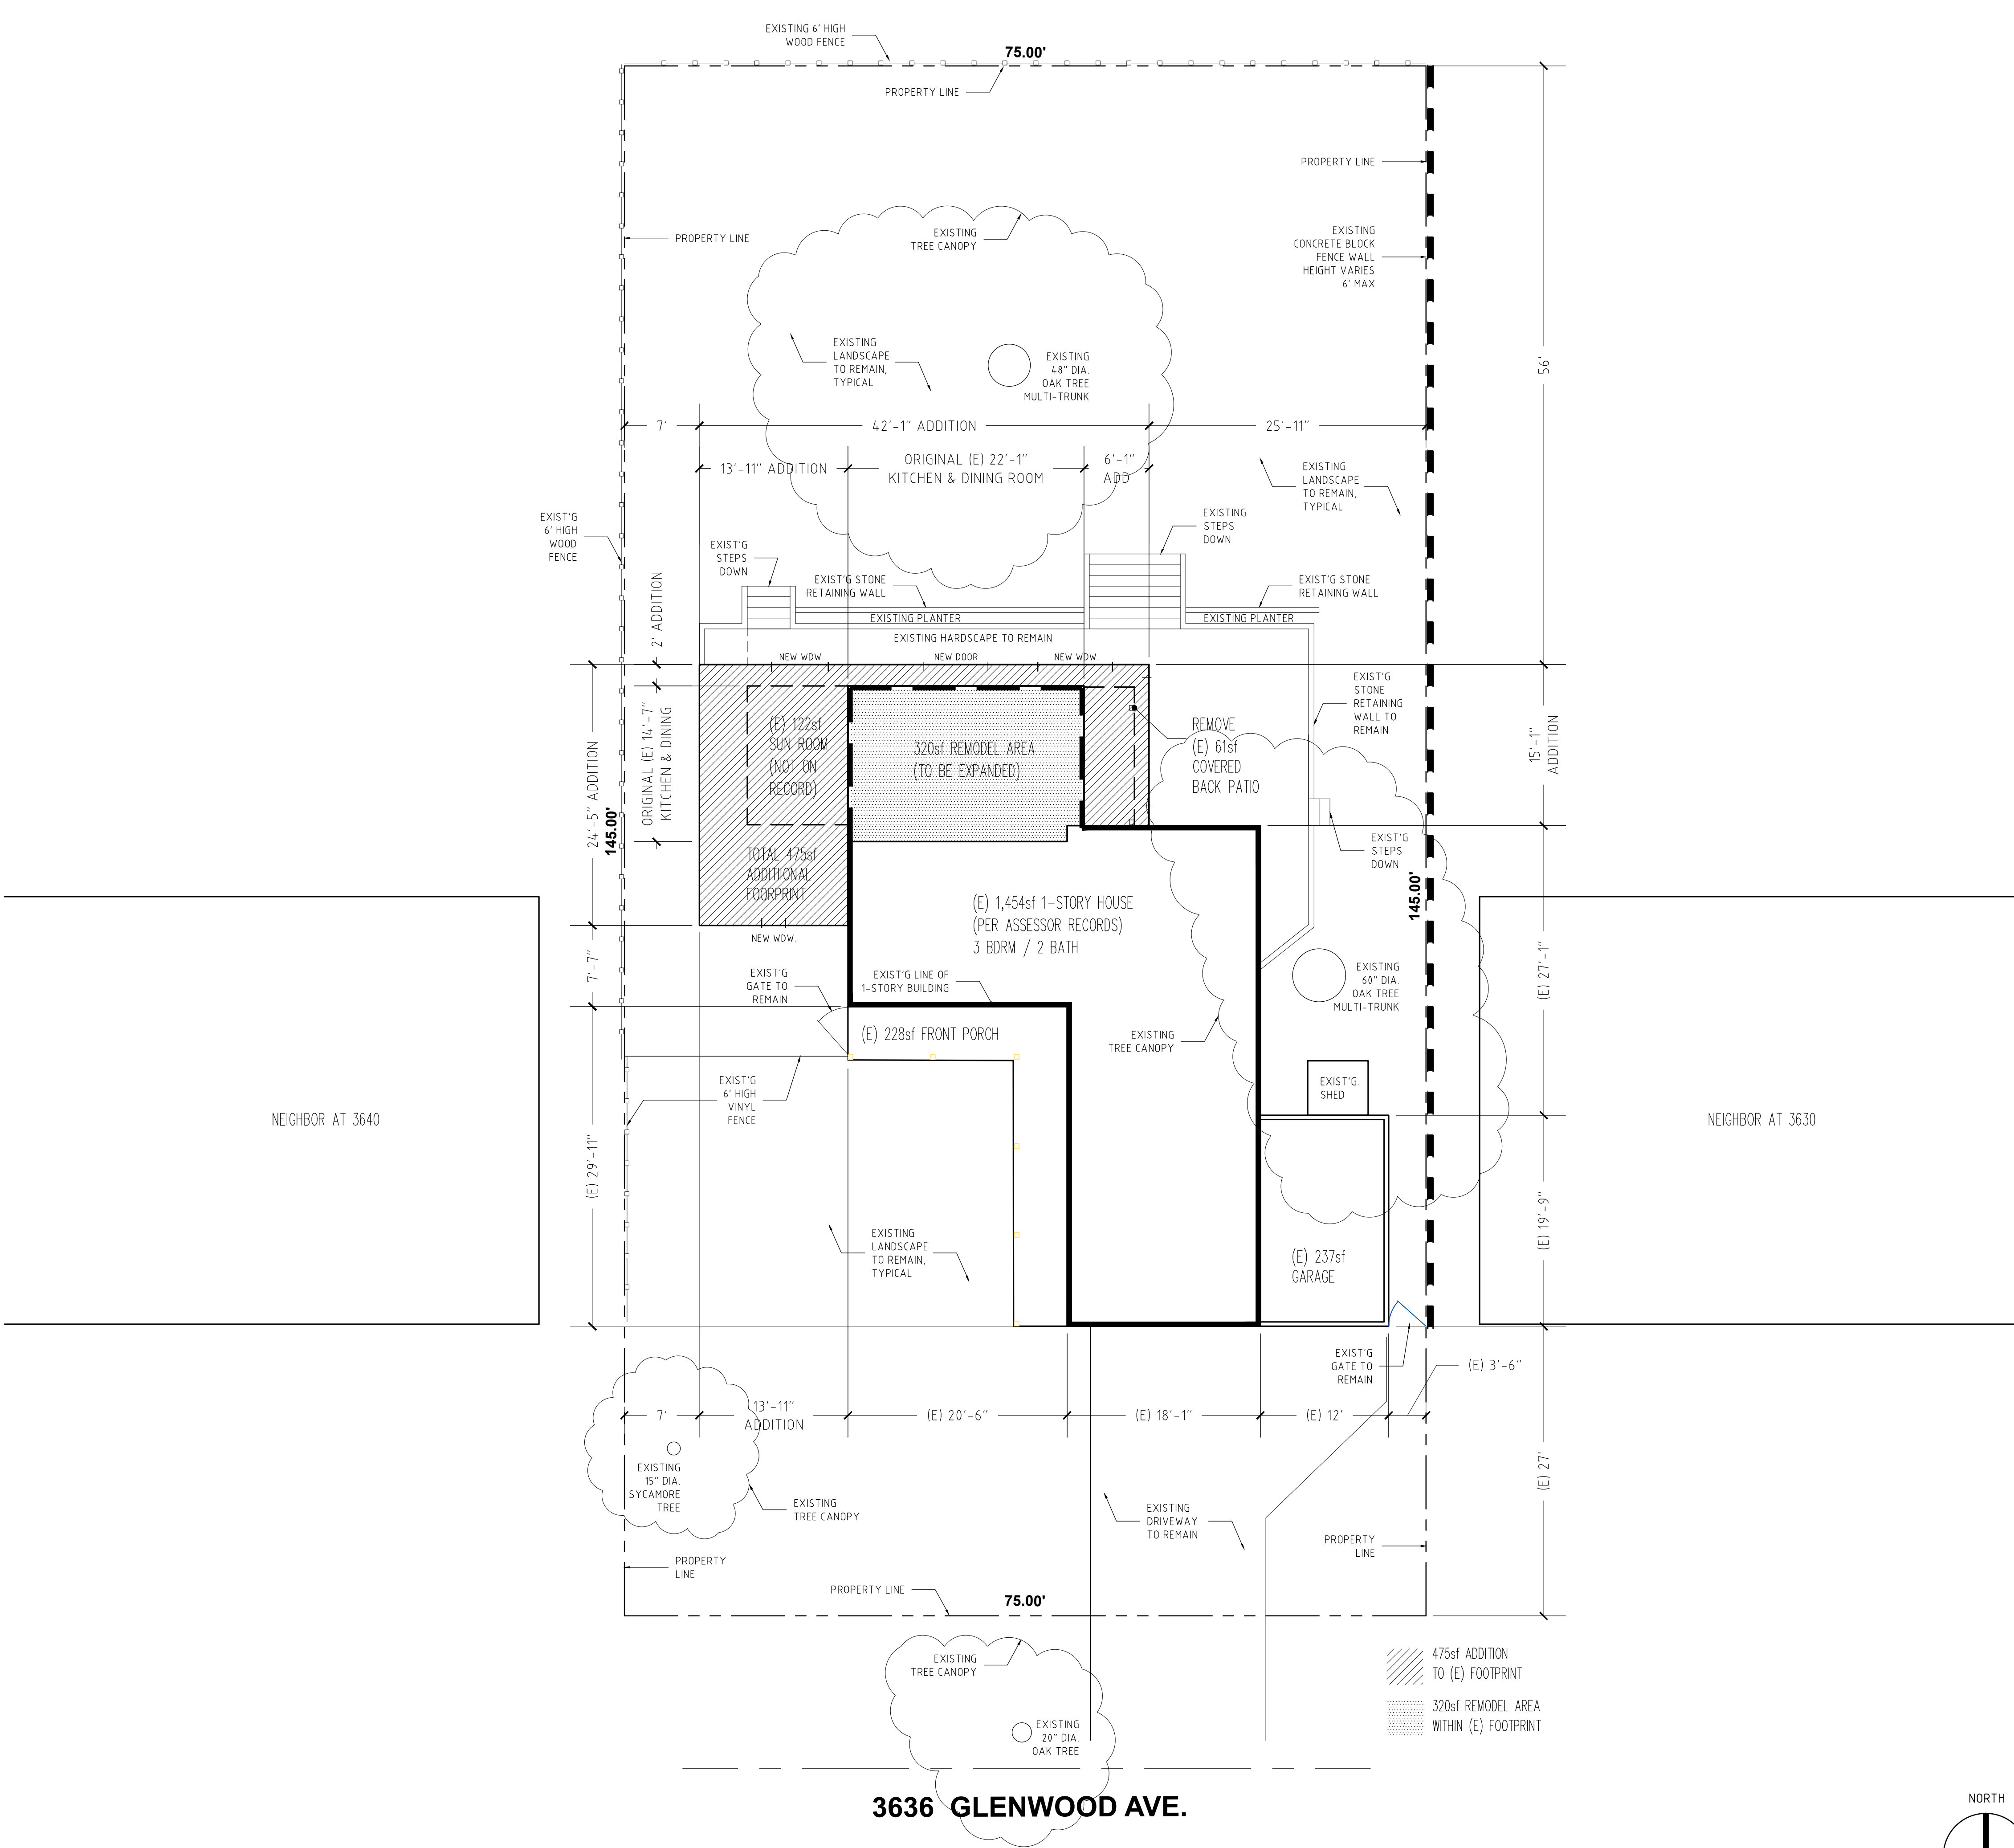 EXISTING 6' HIGH
WOOD FENCE
75.00'
PROPERTY LINE
PROPERTY LINE
PROPERTY LINE
EXISTING
TREE CANOPY
EXISTING
CONCRETE BLOCK
FENCE WALL
HEIGHT VARIES
6' MAX
EXISTING
LANDSCAPE
TO REMAIN,
TYPICAL
EXISTING
48" DIA.
OAK TREE
MULTI-TRUNK
56'
7'
42'-1" ADDITION
25'-11"
13'-11" ADDITION
ORIGINAL (E) 22'-1"
KITCHEN & DINING ROOM
6'-1"
ADD
EXISTING
LANDSCAPE
TO REMAIN,
TYPICAL
EXIST'G
6' HIGH
WOOD
FENCE
EXISTING
STEPS
DOWN
EXIST'G
STEPS
DOWN
EXIST'G STONE
RETAINING WALL
EXIST'G STONE
RETAINING WALL
2' ADDITION
EXISTING PLANTER
EXISTING PLANTER
EXISTING HARDSCAPE TO REMAIN
NEW WDW.
NEW DOOR
NEW WDW.
EXIST'G
STONE
RETAINING
WALL TO
REMAIN
(E) 122sf
SUN ROOM
(NOT ON
RECORD)
320sf REMODEL AREA
(TO BE EXPANDED)
REMOVE
(E) 61sf
COVERED
BACK PATIO
15'-1"
ADDITION
ORIGINAL (E) 14'-7"
KITCHEN & DINING
24'-5" ADDITION
145.00'
TOTAL 475sf
ADDITIIONAL
FOORPRINT
EXIST'G
STEPS
DOWN
145.00'
(E) 1,454sf 1-STORY HOUSE
(PER ASSESSOR RECORDS)
3 BDRM / 2 BATH
NEW WDW.
7'-7"
EXIST'G
GATE TO
REMAIN
EXIST'G LINE OF
1-STORY BUILDING
EXISTING
60" DIA.
OAK TREE
MULTI-TRUNK
(E) 27'-1"
(E) 228sf FRONT PORCH
EXISTING
TREE CANOPY
EXIST'G
6' HIGH
VINYL
FENCE
EXIST'G.
SHED
NEIGHBOR AT 3640
NEIGHBOR AT 3630
(E) 29'-11"
(E) 19'-9"
EXISTING
LANDSCAPE
TO REMAIN,
TYPICAL
(E) 237sf
GARAGE
EXIST'G
GATE TO
REMAIN
(E) 3'-6"
7'
13'-11"
ADDITION
(E) 20'-6"
(E) 18'-1"
(E) 12'
(E) 27'
EXISTING
15" DIA.
SYCAMORE
TREE
EXISTING
TREE CANOPY
EXISTING
DRIVEWAY
TO REMAIN
PROPERTY
LINE
PROPERTY
LINE
PROPERTY LINE
75.00'
EXISTING
TREE CANOPY
475sf ADDITION
TO (E) FOOTPRINT
320sf REMODEL AREA
WITHIN (E) FOOTPRINT
EXISTING
20" DIA.
OAK TREE
3636 GLENWOOD AVE.
NORTH